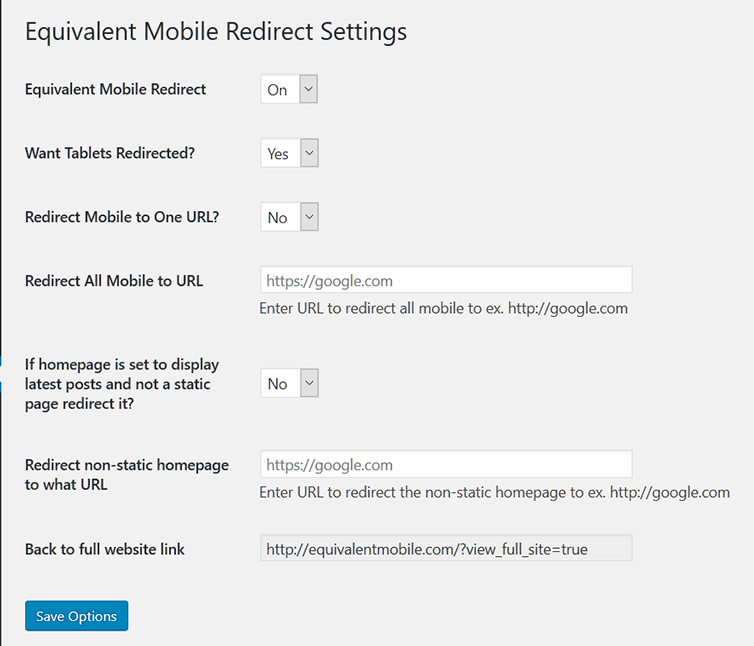 Equivalent Mobile Redirect Settings
Equivalent Mobile Redirect
On
Want Tablets Redirected?
Yes
Redirect Mobile to One URL?
No
Redirect All Mobile to URL
https://google.com
Enter URL to redirect all mobile to ex. http://google.com
If homepage is set to display
latest posts and not a static
page redirect it?
No
Redirect non-static homepage
to what URL
https://google.com
Enter URL to redirect the non-static homepage to ex. http://google.com
Back to full website link
http://equivalentmobile.com/?view_full_site=true
Save Options